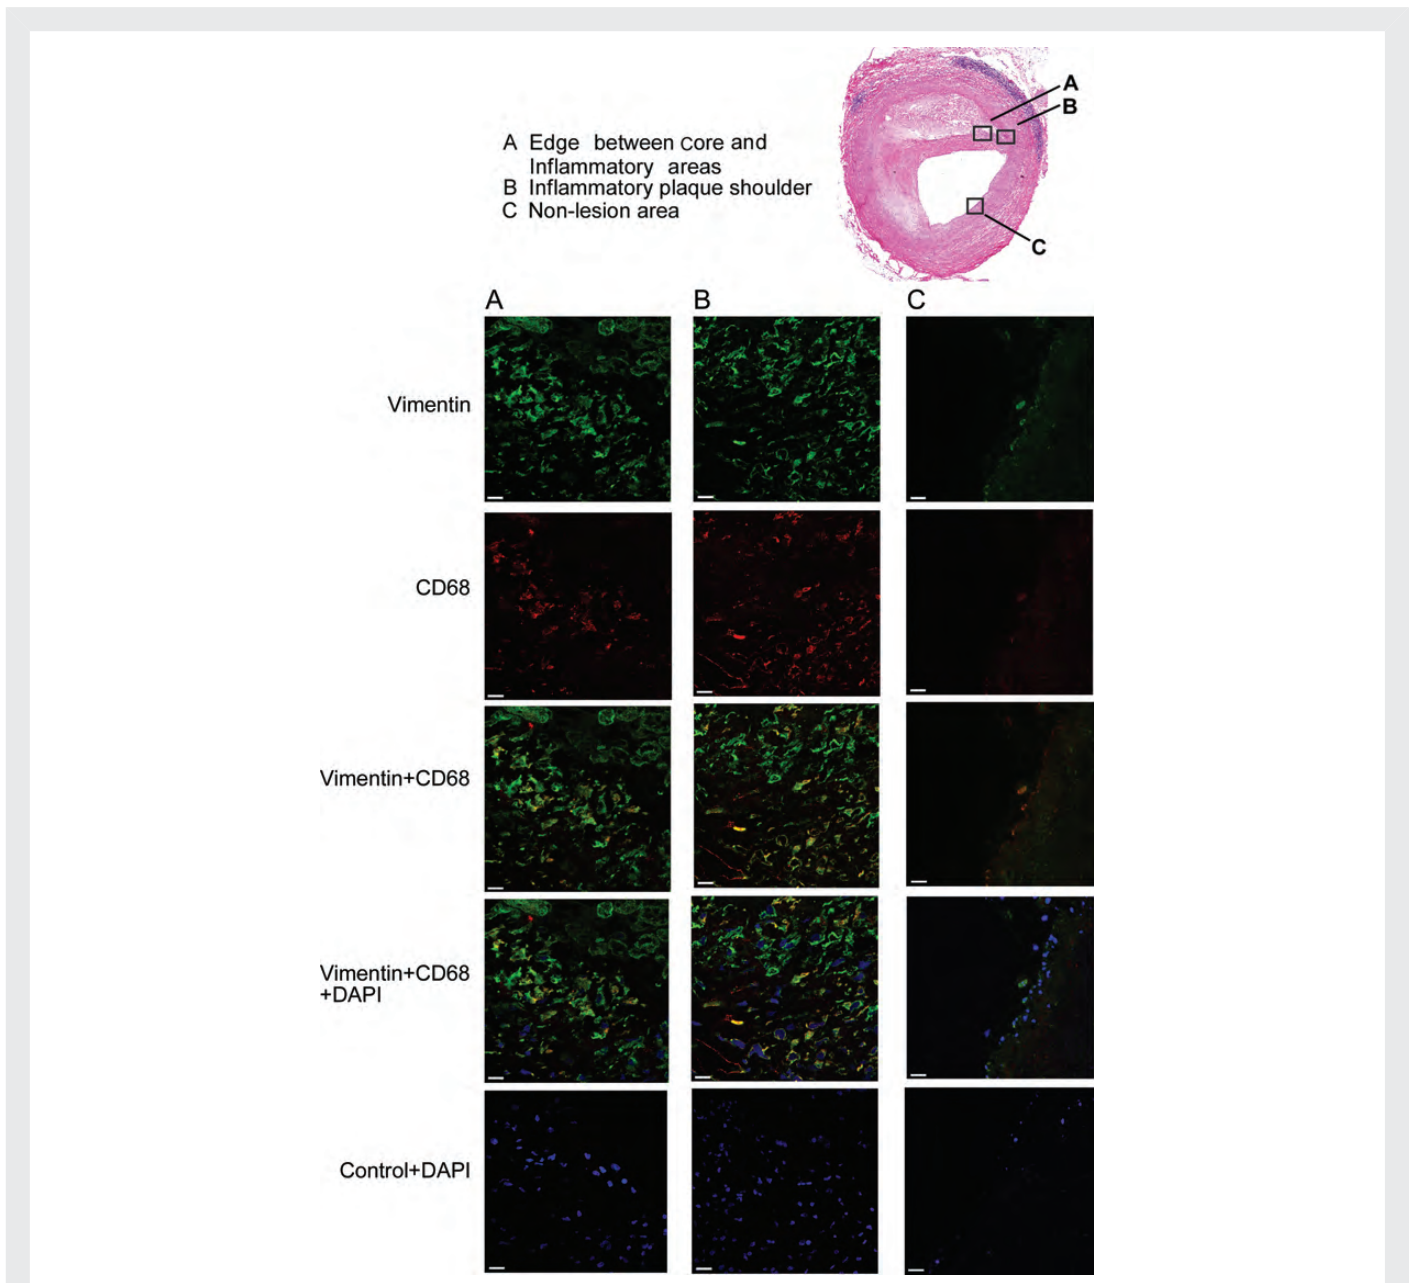 A
B
A Edge between Core and
Inflammatory areas
B Inflammatory plaque shoulder
C Non-lesion area
C
A B C
Vimentin
CD68
Vimentin+CD68
Vimentin+CD68
+DAPI
Control+DAPI